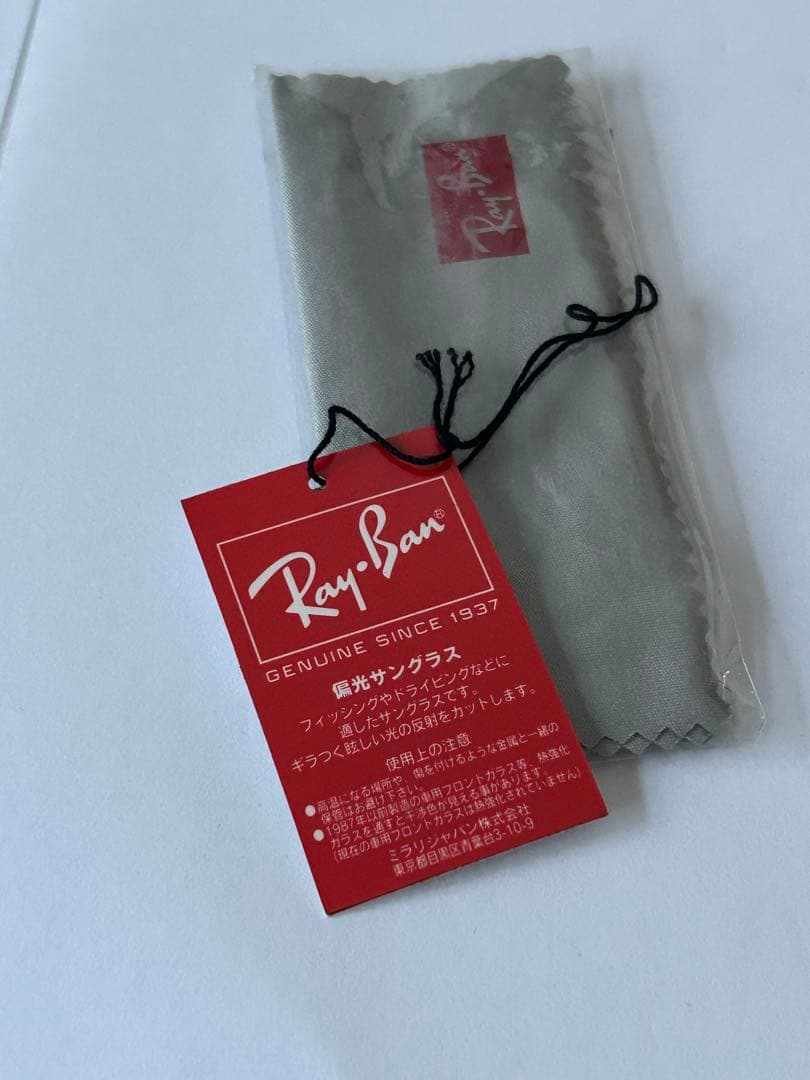 Ray·Ban®
Ray·Ban®
GENUINE SINCE 1937
偏光サングラス
フィッシングやドライビングなどに
適したサングラスです。
ギラつく眩しい光の反射をカットします。
使用上の注意
●高温になる場所や、傷を付けるような金属と一緒の
保管はお避け下さい。
●1987年以前製造の車用フロントガラス等、熱強化
ガラスを通すと干渉色が見える事があります。
(現在の車用フロントガラスは熱強化されていません)
ミラリジャパン株式会社
東京都目黒区青葉台3-10-9